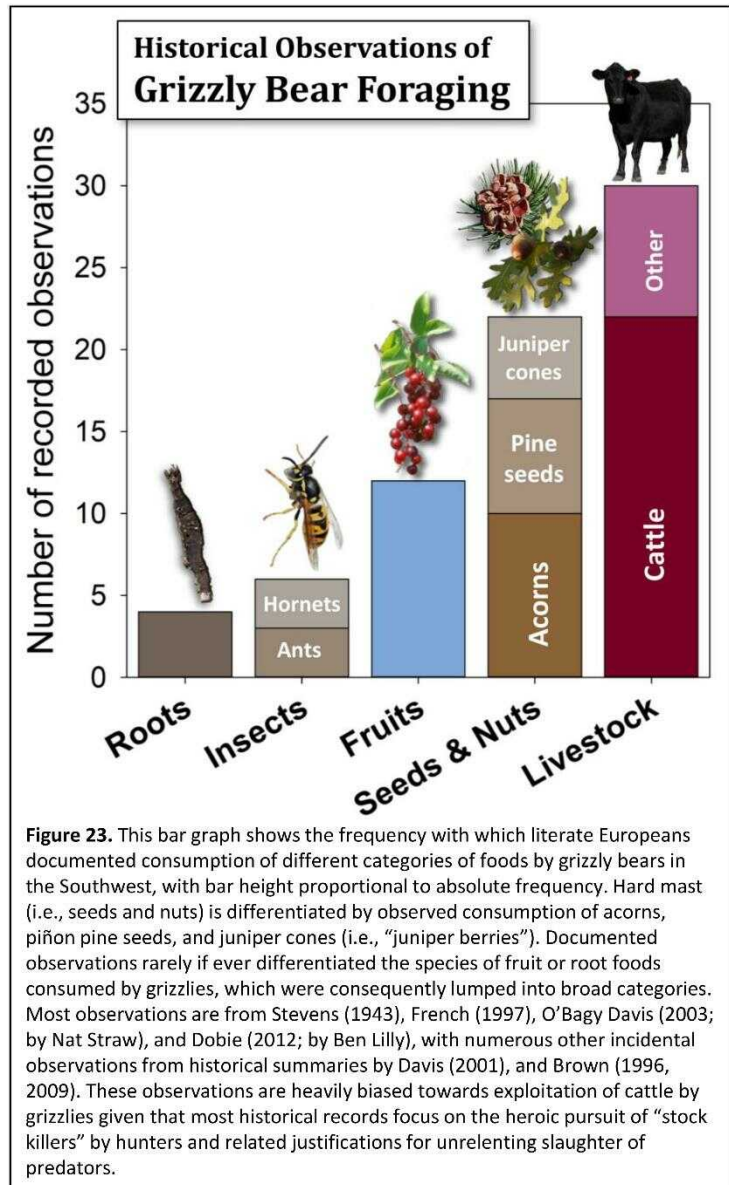 Historical Observations of
Grizzly Bear Foraging
Number of recorded observations
35
30
25
20
15
10
5
0
Hornets
Ants
Juniper
cones
Pine
seeds
Acorns
Other
Cattle
Roots
Insects
Fruits
Seeds & Nuts
Livestock
Figure 23. This bar graph shows the frequency with which literate Europeans
documented consumption of different categories of foods by grizzly bears in
the Southwest, with bar height proportional to absolute frequency. Hard mast
(i.e., seeds and nuts) is differentiated by observed consumption of acorns,
piñon pine seeds, and juniper cones (i.e., “juniper berries”). Documented
observations rarely if ever differentiated the species of fruit or root foods
consumed by grizzlies, which were consequently lumped into broad categories.
Most observations are from Stevens (1943), French (1997), O’Bagy Davis (2003;
by Nat Straw), and Dobie (2012; by Ben Lilly), with numerous other incidental
observations from historical summaries by Davis (2001), and Brown (1996,
2009). These observations are heavily biased towards exploitation of cattle by
grizzlies given that most historical records focus on the heroic pursuit of “stock
killers” by hunters and related justifications for unrelenting slaughter of
predators.